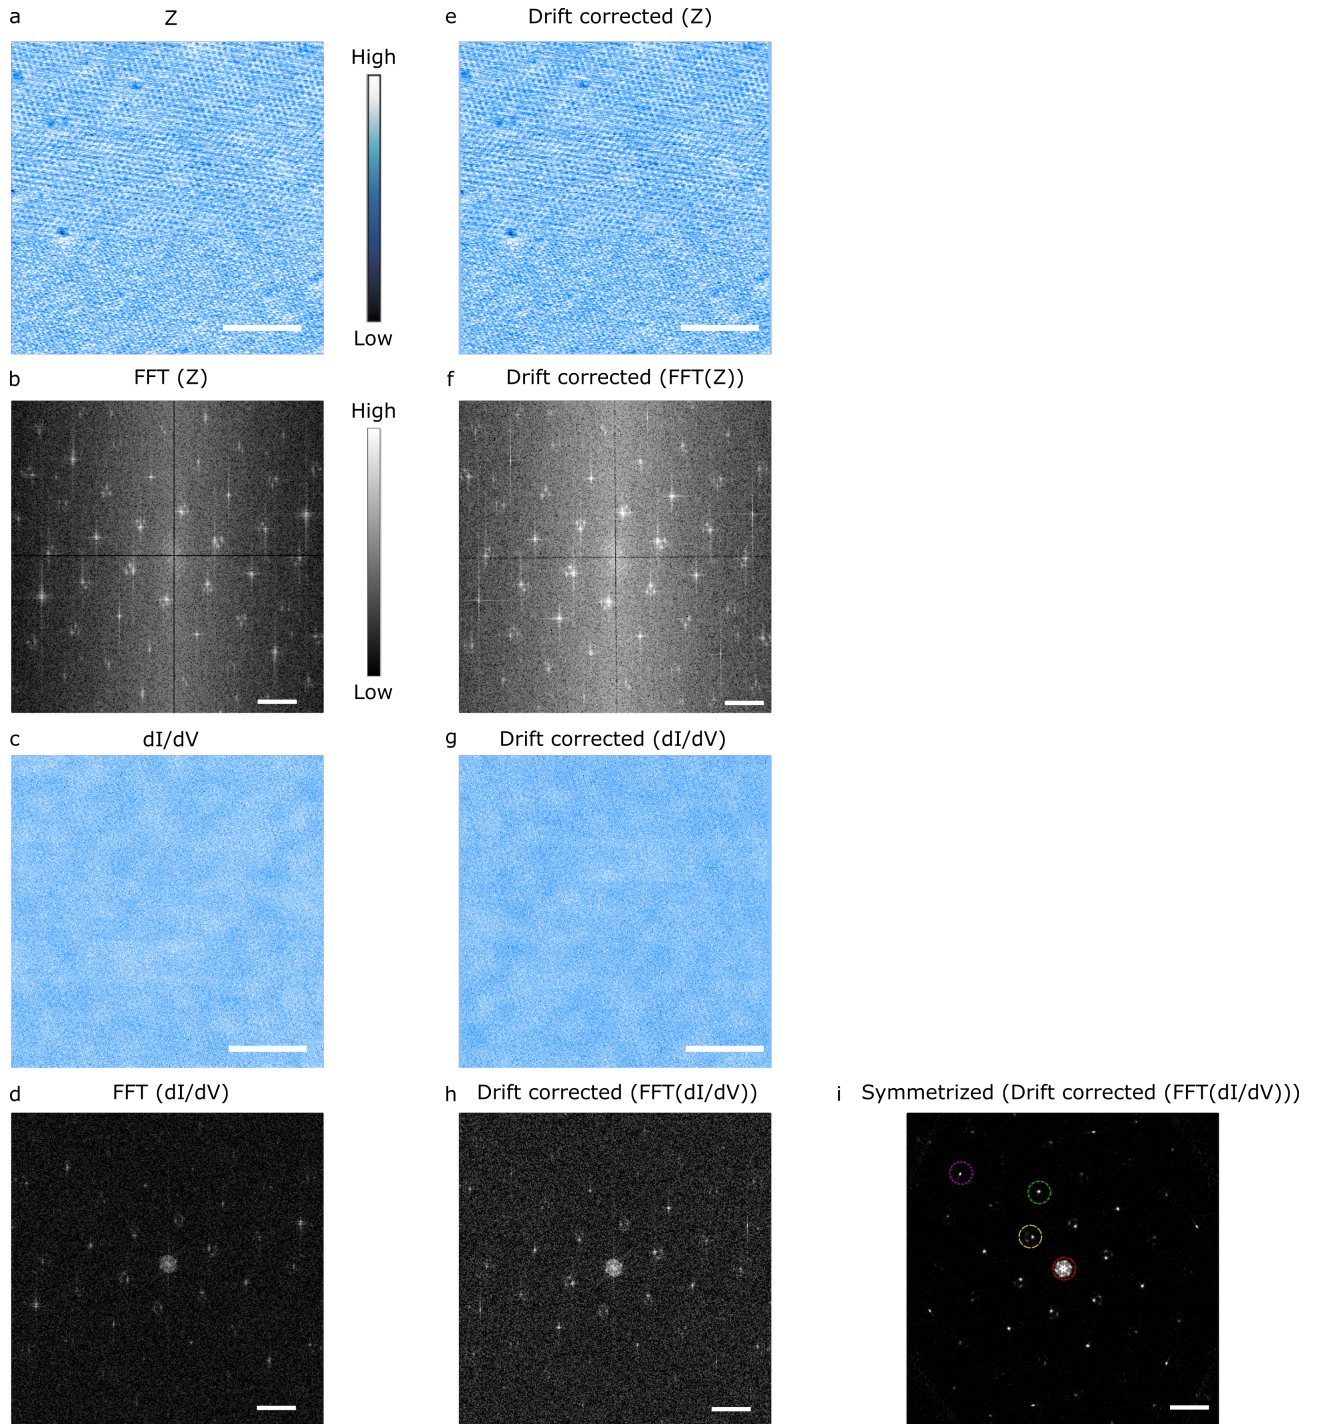 a Z
e Drift corrected (Z)
High
Low
b FFT (Z)
f Drift corrected (FFT(Z))
High
Low
c dI/dV
g Drift corrected (dI/dV)
d FFT (dI/dV)
h Drift corrected (FFT(dI/dV))
i Symmetrized (Drift corrected (FFT(dI/dV)))